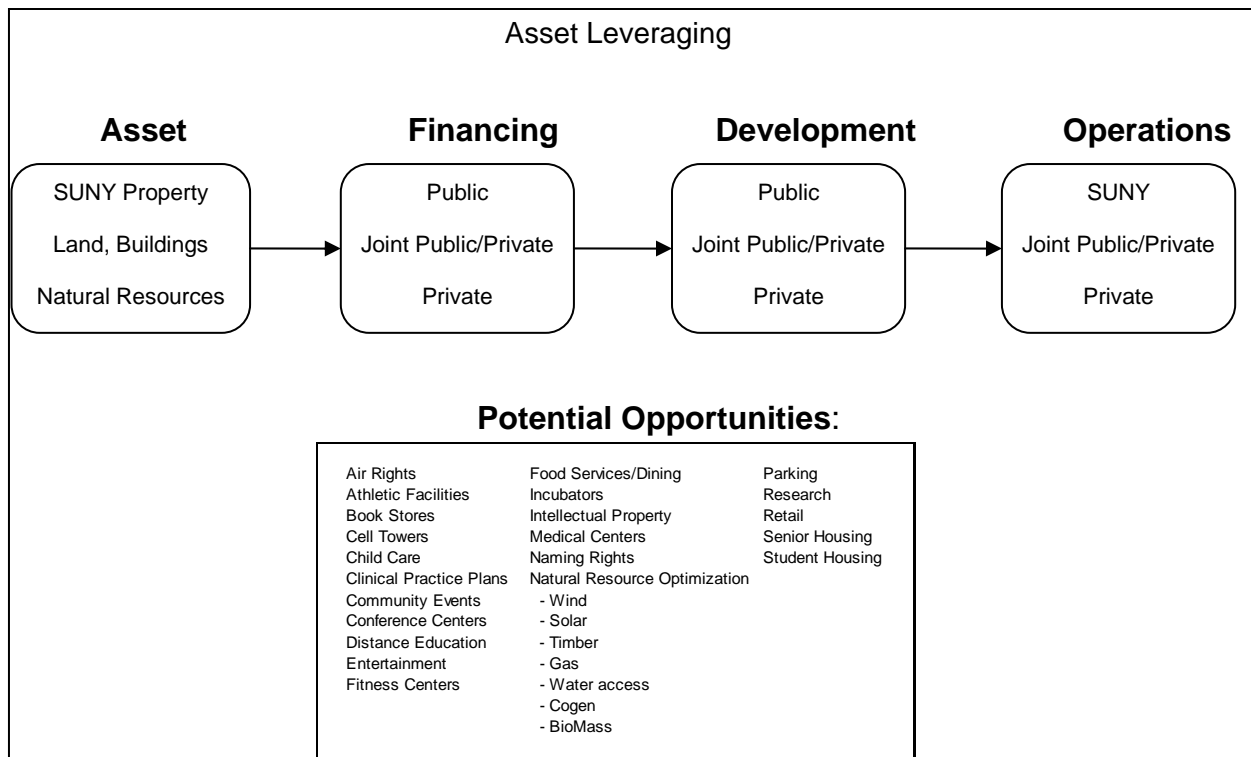 Asset Leveraging
Asset
Financing
Development
Operations
SUNY Property
Land, Buildings
Natural Resources
Public
Joint Public/Private
Private
Public
Joint Public/Private
Private
SUNY
Joint Public/Private
Private
Potential Opportunities:
Air Rights
Athletic Facilities
Book Stores
Cell Towers
Child Care
Clinical Practice Plans
Community Events
Conference Centers
Distance Education
Entertainment
Fitness Centers
Food Services/Dining
Incubators
Intellectual Property
Medical Centers
Naming Rights
Natural Resource Optimization
- Wind
- Solar
- Timber
- Gas
- Water access
- Cogen
- BioMass
Parking
Research
Retail
Senior Housing
Student Housing